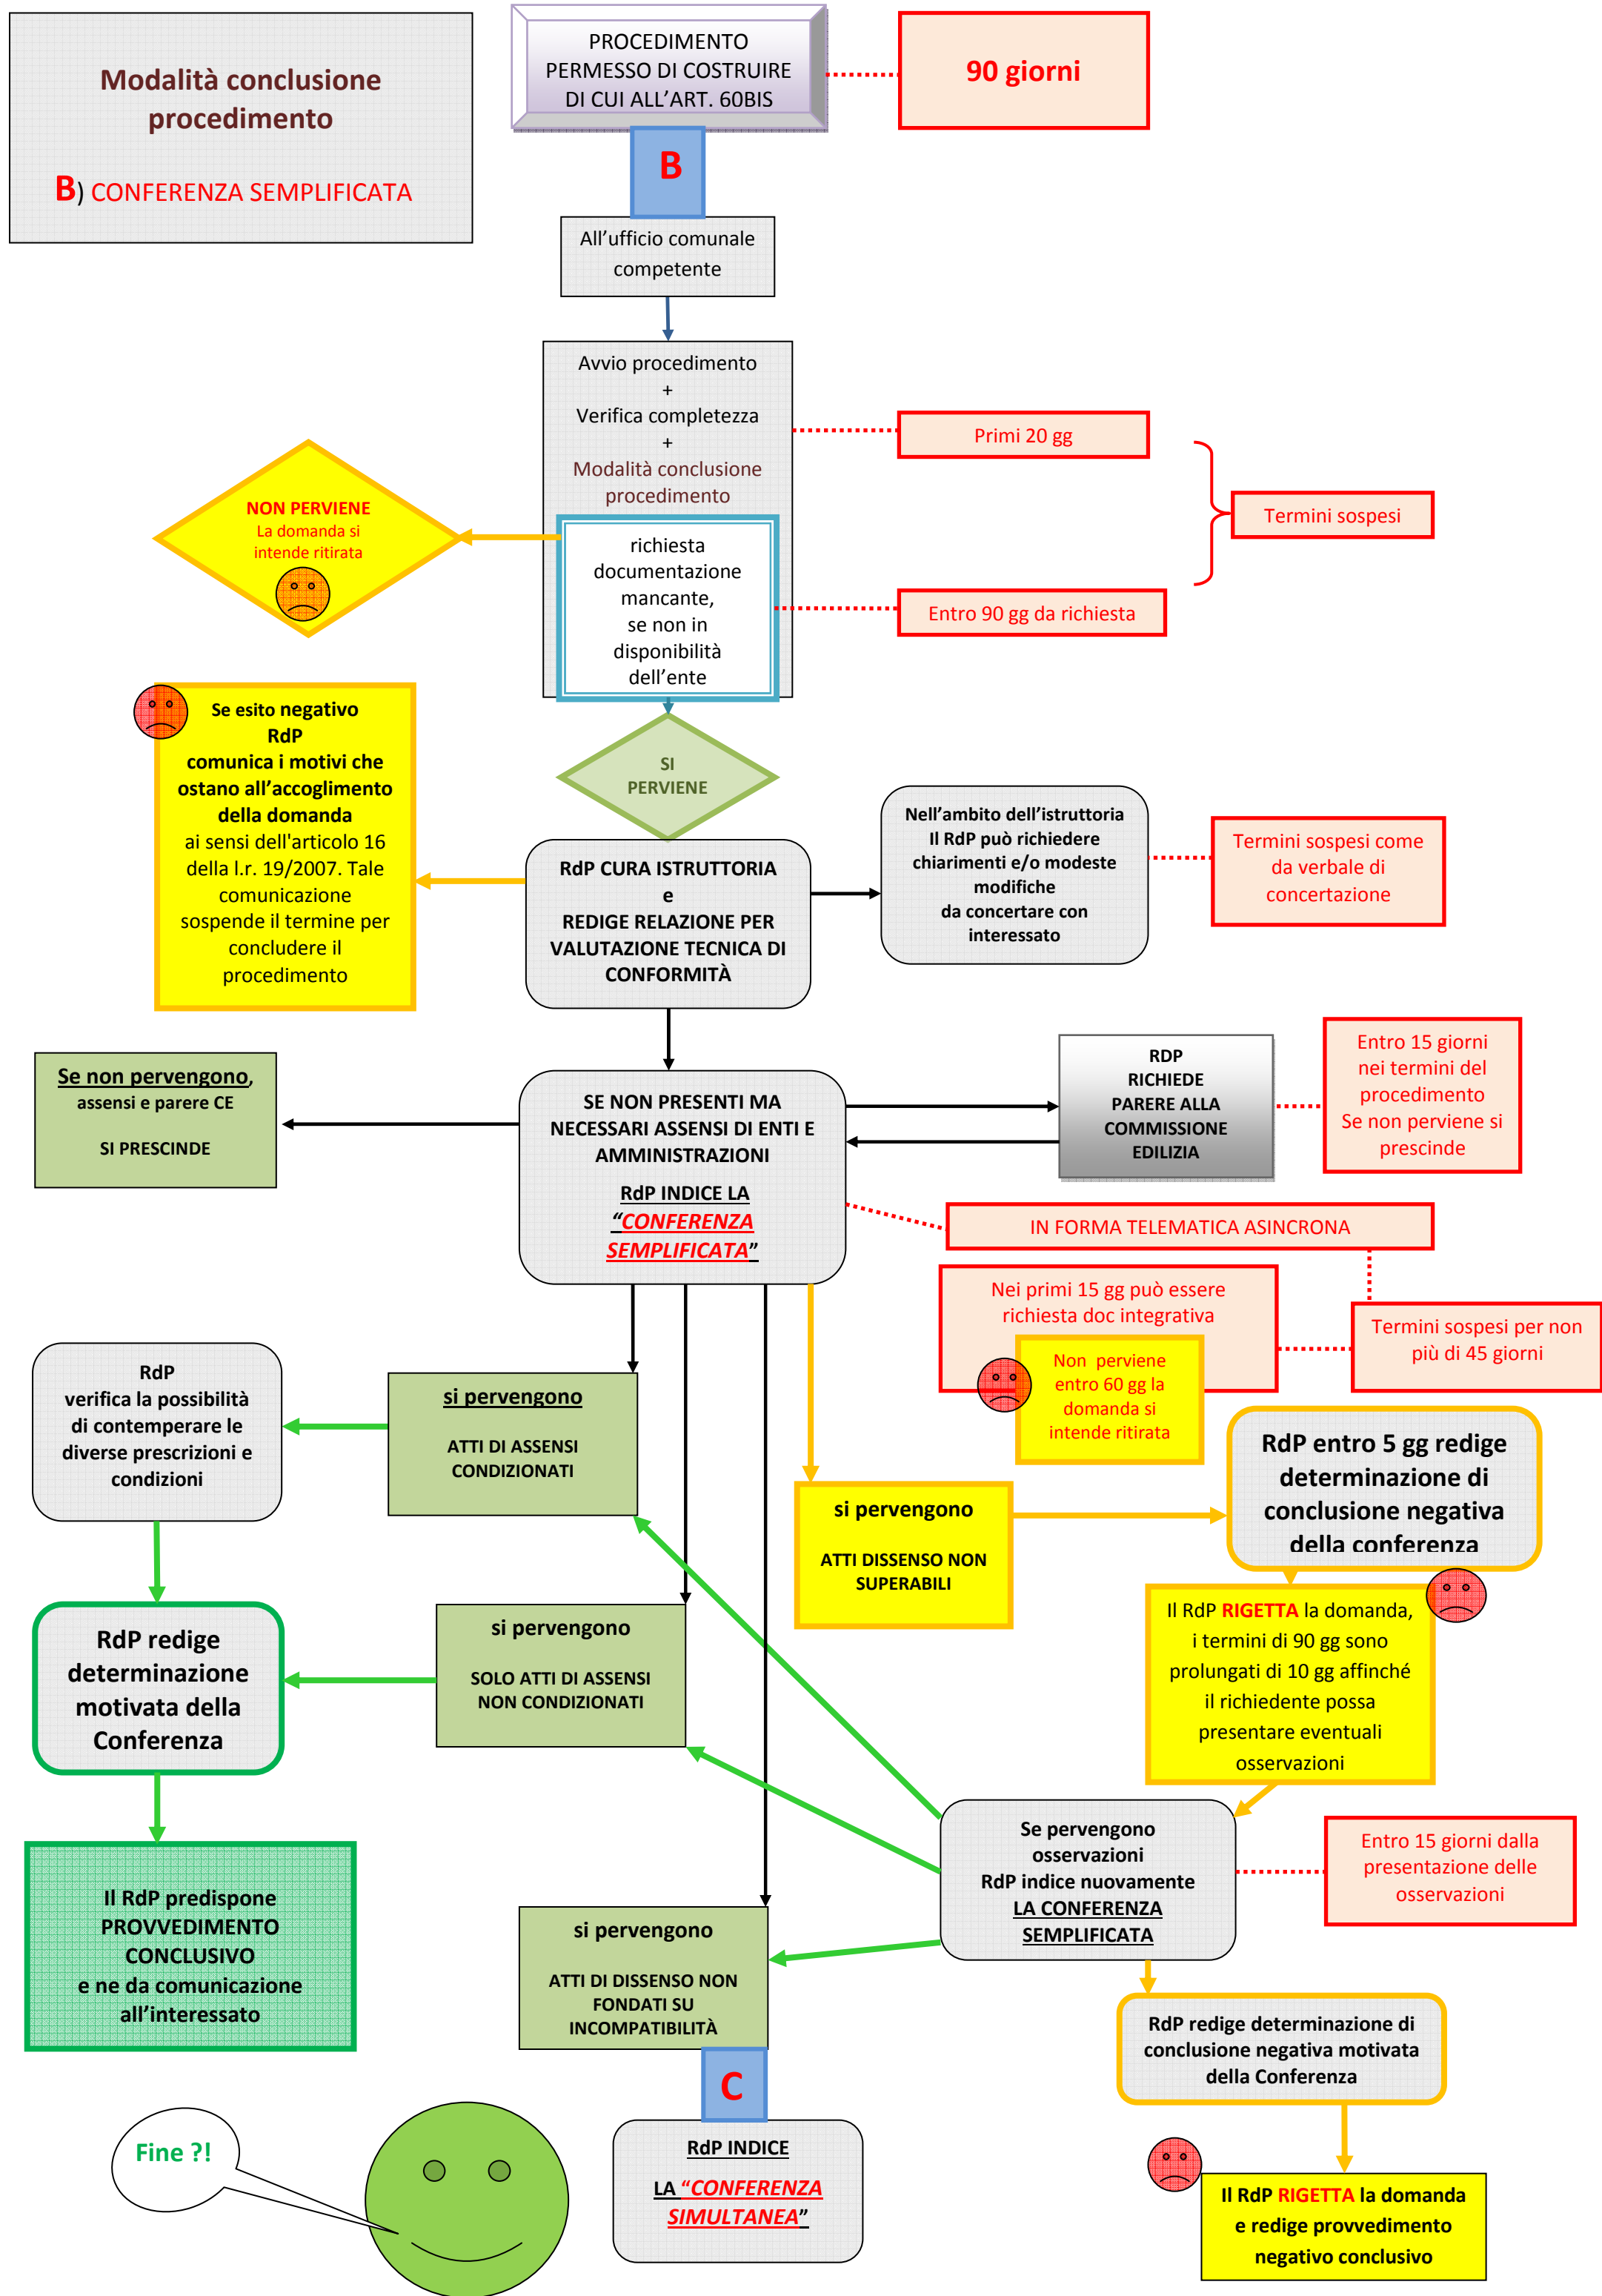 Modalità conclusione
procedimento
B) CONFERENZA SEMPLIFICATA
PROCEDIMENTO
PERMESSO DI COSTRUIRE
DI CUI ALL'ART. 60BIS
90 giorni
B
All'ufficio comunale
competente
Avvio procedimento
+
Verifica completezza
+
Modalità conclusione
procedimento
Primi 20 gg
Termini sospesi
NON PERVIENE
La domanda si
intende ritirata
richiesta
documentazione
mancante,
se non in
disponibilità
dell'ente
Entro 90 gg da richiesta
Se esito negativo
RdP
comunica i motivi che
ostano all'accoglimento
della domanda
ai sensi dell'articolo 16
della l.r. 19/2007. Tale
comunicazione
sospende il termine per
concludere il
procedimento
SI
PERVIENE
RdP CURA ISTRUTTORIA
e
REDIGE RELAZIONE PER
VALUTAZIONE TECNICA DI
CONFORMITÀ
Nell'ambito dell'istruttoria
Il RdP può richiedere
chiarimenti e/o modeste
modifiche
da concertare con
interessato
Termini sospesi come
da verbale di
concertazione
Se non pervengono,
assensi e parere CE
SI PRESCINDE
SE NON PRESENTI MA
NECESSARI ASSENSI DI ENTI E
AMMINISTRAZIONI
RdP INDICE LA
"CONFERENZA
SEMPLIFICATA"
RDP
RICHIEDE
PARERE ALLA
COMMISSIONE
EDILIZIA
Entro 15 giorni
nei termini del
procedimento
Se non perviene si
prescinde
IN FORMA TELEMATICA ASINCRONA
Nei primi 15 gg può essere
richiesta doc integrativa
Non perviene
entro 60 gg la
domanda si
intende ritirata
Termini sospesi per non
più di 45 giorni
RdP
verifica la possibilità
di contemperare le
diverse prescrizioni e
condizioni
si pervengono
ATTI DI ASSENSI
CONDIZIONATI
si pervengono
ATTI DISSENSO NON
SUPERABILI
RdP entro 5 gg redige
determinazione di
conclusione negativa
della conferenza
RdP redige
determinazione
motivata della
Conferenza
si pervengono
SOLO ATTI DI ASSENSI
NON CONDIZIONATI
Il RdP RIGETTA la domanda,
i termini di 90 gg sono
prolungati di 10 gg affinché
il richiedente possa
presentare eventuali
osservazioni
Se pervengono
osservazioni
RdP indice nuovamente
LA CONFERENZA
SEMPLIFICATA
Entro 15 giorni dalla
presentazione delle
osservazioni
Il RdP predispone
PROVVEDIMENTO
CONCLUSIVO
e ne da comunicazione
all'interessato
si pervengono
ATTI DI DISSENSO NON
FONDATI SU
INCOMPATIBILITÀ
C
RdP INDICE
LA "CONFERENZA
SIMULTANEA"
RdP redige determinazione di
conclusione negativa motivata
della Conferenza
Il RdP RIGETTA la domanda
e redige provvedimento
negativo conclusivo
Fine ?!